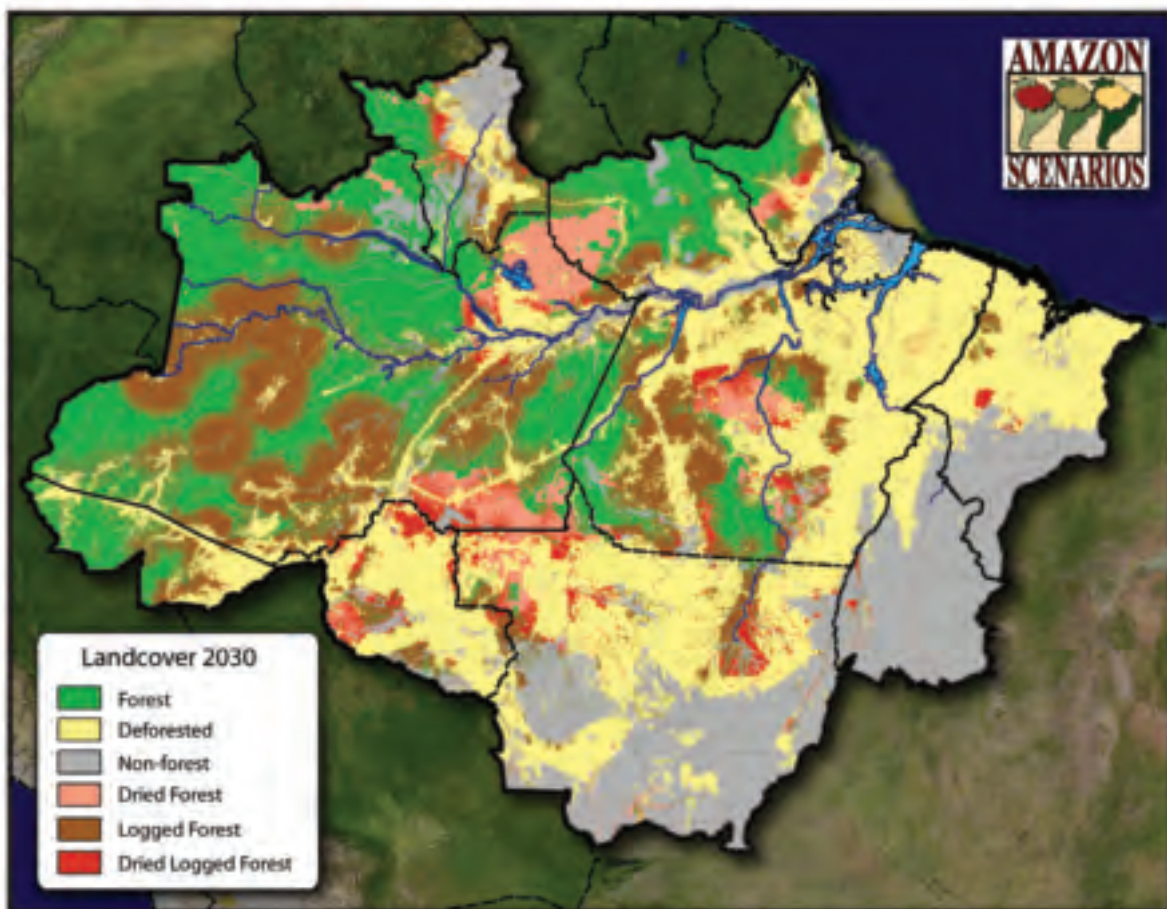 AMAZON
SCENARIOS
Landcover 2030
Forest
Deforested
Non-forest
Dried Forest
Logged Forest
Dried Logged Forest